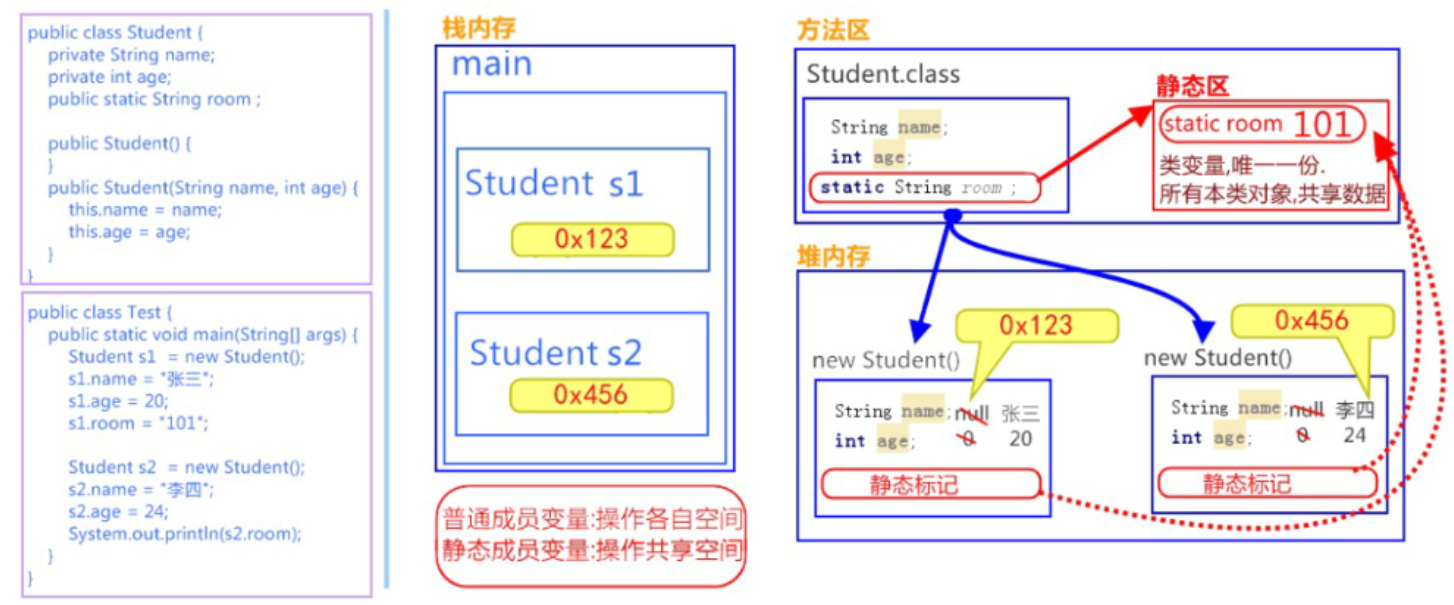 public class Student {
private String name;
private int age;
public static String room ;
public Student() {
}
public Student(String name, int age) {
this.name = name;
this.age = age;
}
}
public class Test {
public static void main(String[] args) {
Student s1  = new Student();
s1.name = "张三";
s1.age = 20;
s1.room = "101";
Student s2  = new Student();
s2.name = "李四";
s2.age = 24;
System.out.println(s2.room);
}
}
栈内存
main
Student s1
0x123
Student s2
0x456
普通成员变量:操作各自空间
静态成员变量:操作共享空间
方法区
Student.class
String name;
int age;
static String room ;
静态区
static room 101
类变量,唯一一份.
所有本类对象,共享数据
堆内存
0x123
new Student()
String name; null 张三
int age; 0 20
静态标记
0x456
new Student()
String name; null 李四
int age; 0 24
静态标记